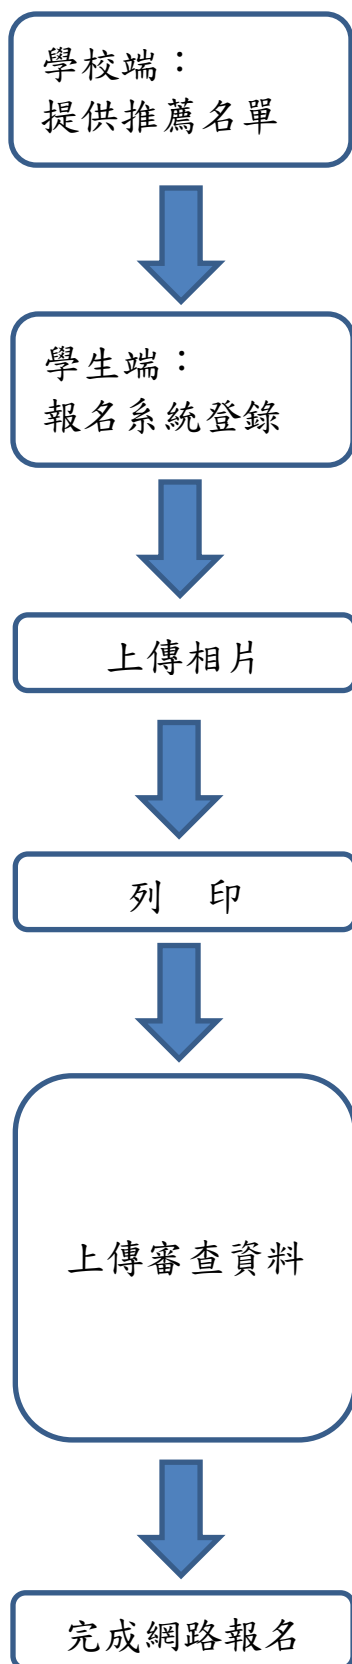 學校端：
提供推薦名單
學生端：
報名系統登錄
上傳相片
列　印
上傳審查資料
完成網路報名